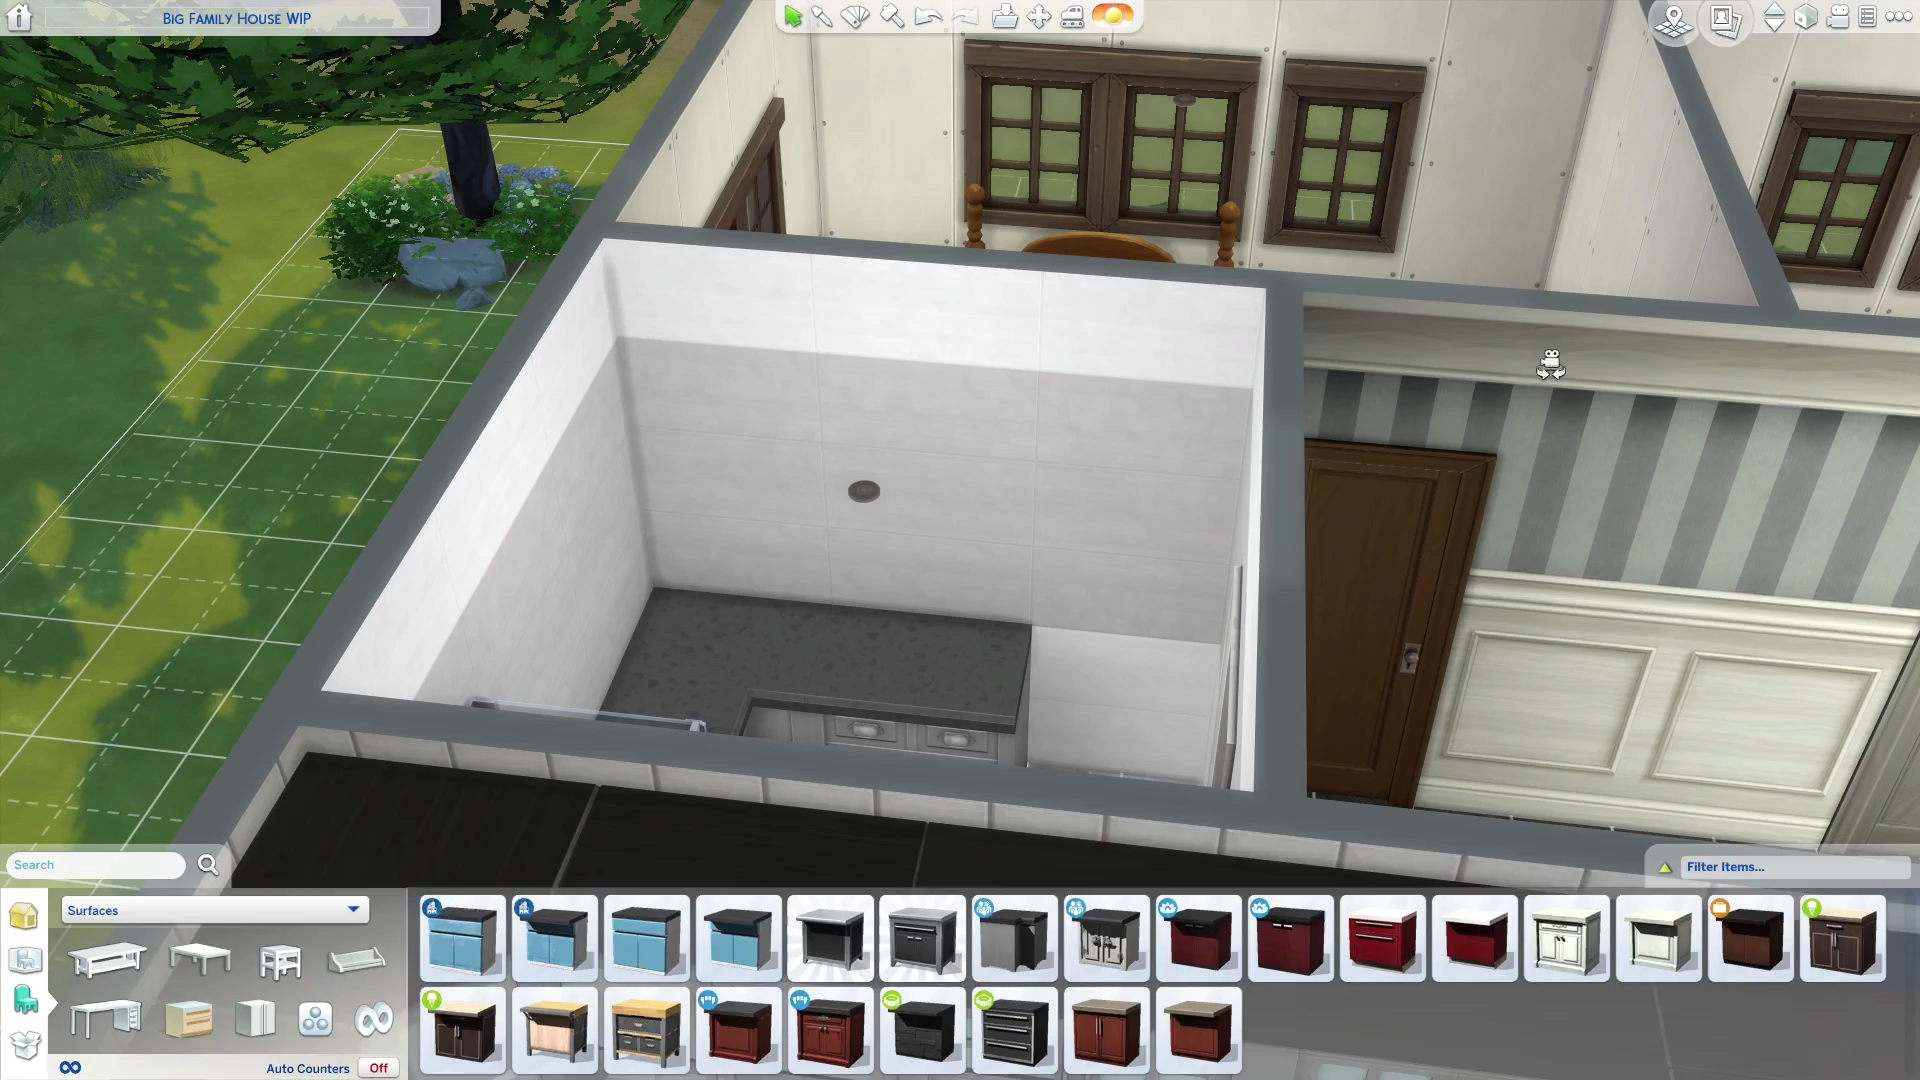 Big Family House WIP
Search
Filter Items...
Surfaces
Auto Counters Off